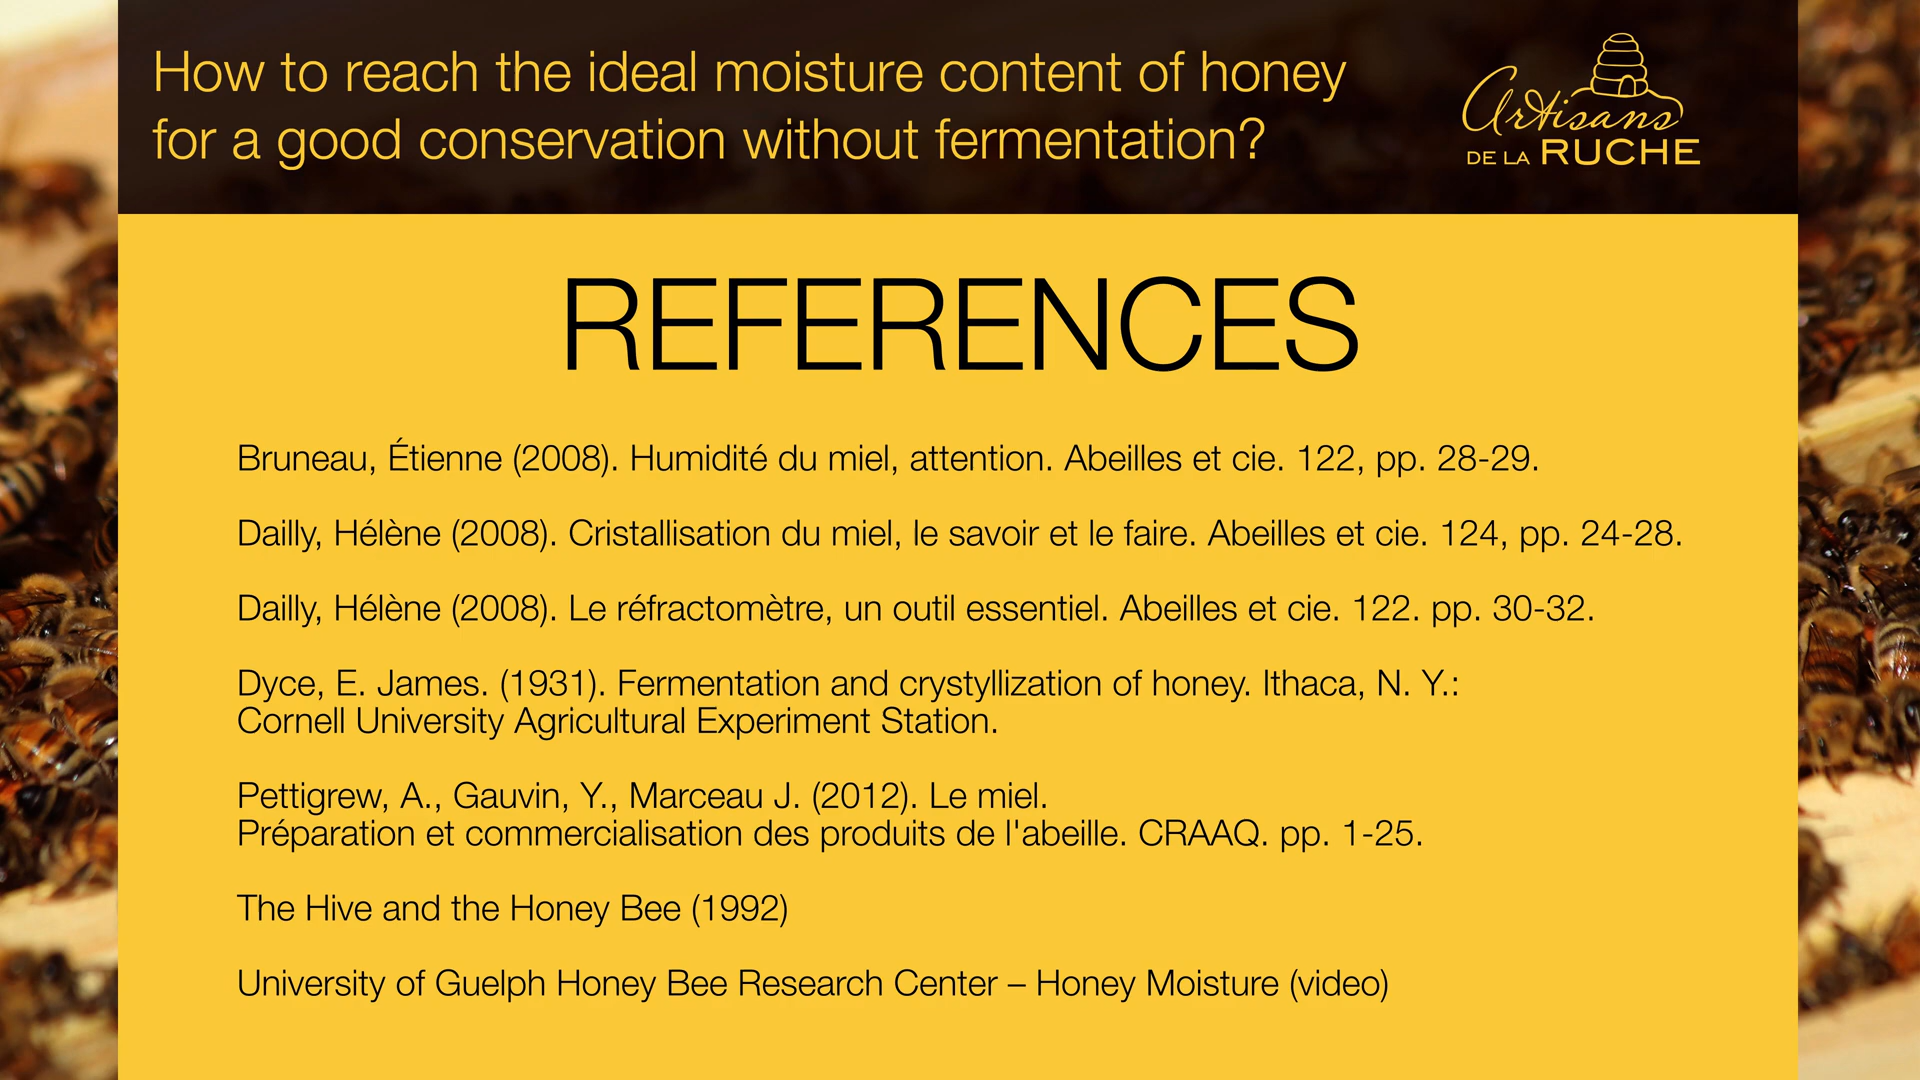 How to reach the ideal moisture content of honey
for a good conservation without fermentation?
Artisans
DE LA RUCHE
REFERENCES
Bruneau, Étienne (2008). Humidité du miel, attention. Abeilles et cie. 122, pp. 28-29.
Dailly, Hélène (2008). Cristallisation du miel, le savoir et le faire. Abeilles et cie. 124, pp. 24-28.
Dailly, Hélène (2008). Le réfractomètre, un outil essentiel. Abeilles et cie. 122. pp. 30-32.
Dyce, E. James. (1931). Fermentation and crystyllization of honey. Ithaca, N. Y.:
Cornell University Agricultural Experiment Station.
Pettigrew, A., Gauvin, Y., Marceau J. (2012). Le miel.
Préparation et commercialisation des produits de l'abeille. CRAAQ. pp. 1-25.
The Hive and the Honey Bee (1992)
University of Guelph Honey Bee Research Center – Honey Moisture (video)